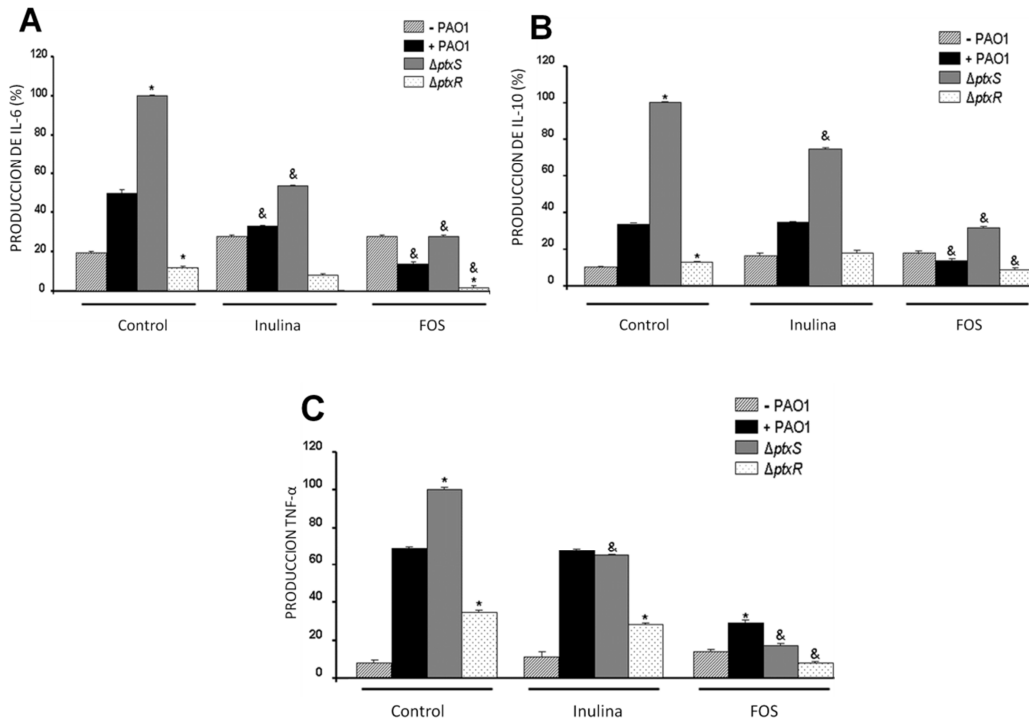 A
- PAO1
+ PAO1
ΔptxS
ΔptxR
PRODUCCION DE IL-6 (%)
120
100
80
60
40
20
0
*
*
&
&
&
&
&
*
Control
Inulina
FOS
B
- PAO1
+ PAO1
ΔptxS
ΔptxR
PRODUCCION DE IL-10 (%)
120
100
80
60
40
20
0
*
*
&
&
&
&
Control
Inulina
FOS
C
- PAO1
+ PAO1
ΔptxS
ΔptxR
PRODUCCION TNF-α
120
100
80
60
40
20
0
*
*
&
*
*
&
&
Control
Inulina
FOS